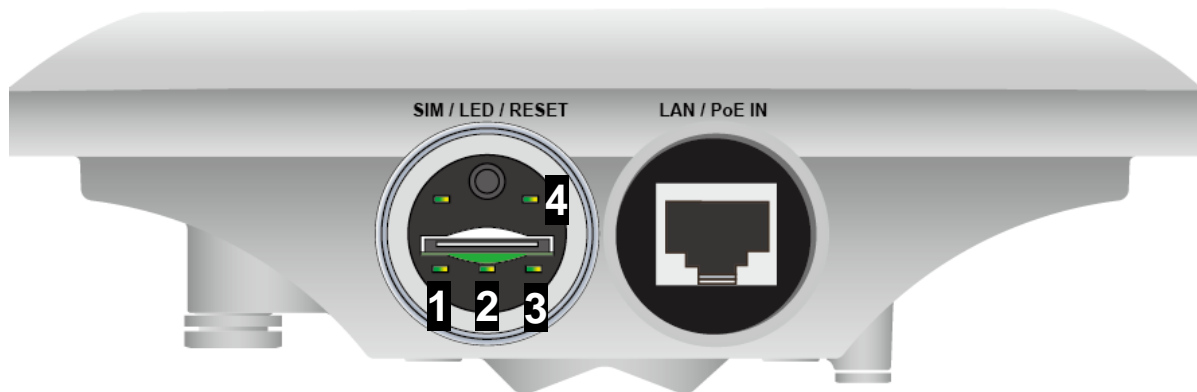 SIM / LED / RESET
LAN / PoE IN
4
1
2
3